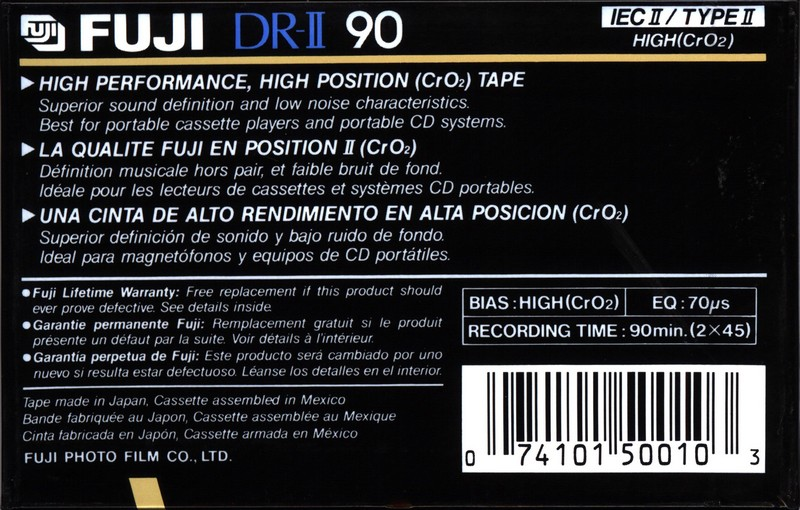 FUJI FUJI DR-II 90
IEC II / TYPE II
HIGH (CrO₂)
▶ HIGH PERFORMANCE, HIGH POSITION (CrO₂) TAPE
Superior sound definition and low noise characteristics.
Best for portable cassette players and portable CD systems.
▶ LA QUALITE FUJI EN POSITION II (CrO₂)
Définition musicale hors pair, et faible bruit de fond.
Idéale pour les lecteurs de cassettes et systèmes CD portables.
▶ UNA CINTA DE ALTO RENDIMIENTO EN ALTA POSICION (CrO₂)
Superior definición de sonido y bajo ruido de fondo.
Ideal para magnetófonos y equipos de CD portátiles.
●Fuji Lifetime Warranty: Free replacement if this product should
ever prove defective. See details inside.
●Garantie permanente Fuji: Remplacement gratuit si le produit
présente un défaut par la suite. Voir détails à l'intérieur.
●Garantía perpetua de Fuji: Este producto será cambiado por uno
nuevo si resulta estar defectuoso. Léanse los detalles en el interior.
Tape made in Japan, Cassette assembled in Mexico
Bande fabriquée au Japon, Cassette assemblée au Mexique
Cinta fabricada en Japón, Cassette armada en México
FUJI PHOTO FILM CO., LTD.
BIAS : HIGH (CrO₂)
EQ : 70µs
RECORDING TIME : 90min. (2×45)
0 74101 50010 3